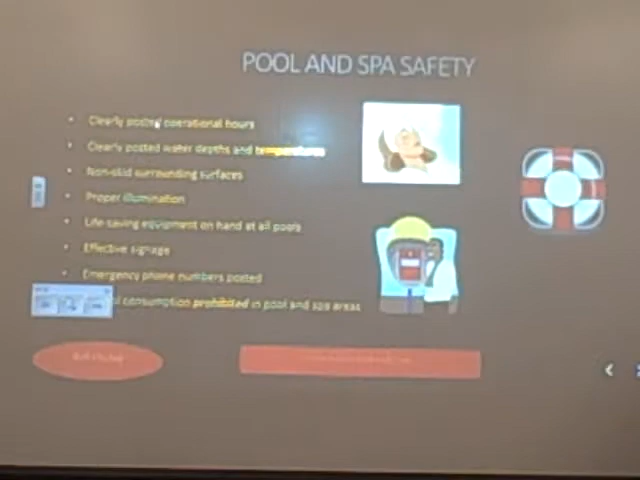 POOL AND SPA SAFETY
Clearly posted operational hours
Clearly posted water depths and temperatures
Non-skid surrounding surfaces
Proper illumination
Life-saving equipment on hand at all pools
Effective signage
Emergency phone numbers posted
consumption prohibited in pool and spa areas